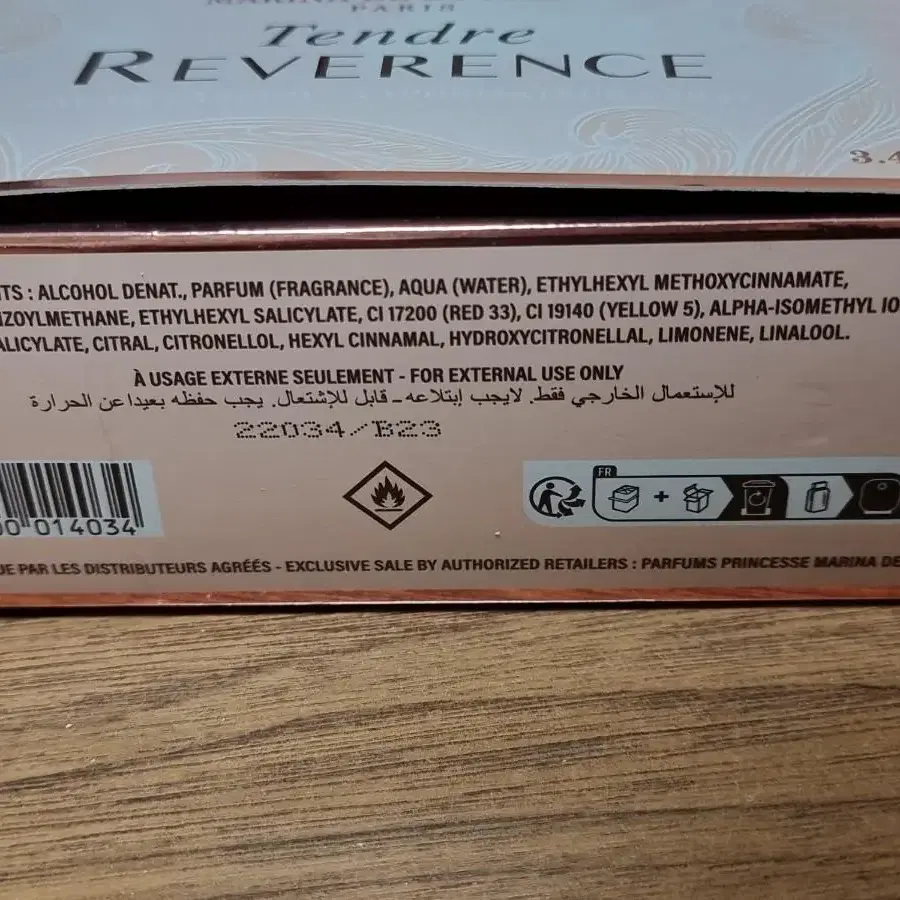 PARIS
Tendre
REVERENCE
3.4
TS : ALCOHOL DENAT., PARFUM (FRAGRANCE), AQUA (WATER), ETHYLHEXYL METHOXYCINNAMATE,
ZOYLMETHANE, ETHYLHEXYL SALICYLATE, CI 17200 (RED 33), CI 19140 (YELLOW 5), ALPHA-ISOMETHYL IO
ALICYLATE, CITRAL, CITRONELLOL, HEXYL CINNAMAL, HYDROXYCITRONELLAL, LIMONENE, LINALOOL.
À USAGE EXTERNE SEULEMENT - FOR EXTERNAL USE ONLY
للإستعمال الخارجي فقط. لايجب إبتلاعه - قابل للإشتعال. يجب حفظه بعيدا عن الحرارة
22034/B23
FR
+
014034
UE PAR LES DISTRIBUTEURS AGRÉÉS - EXCLUSIVE SALE BY AUTHORIZED RETAILERS : PARFUMS PRINCESSE MARINA DE